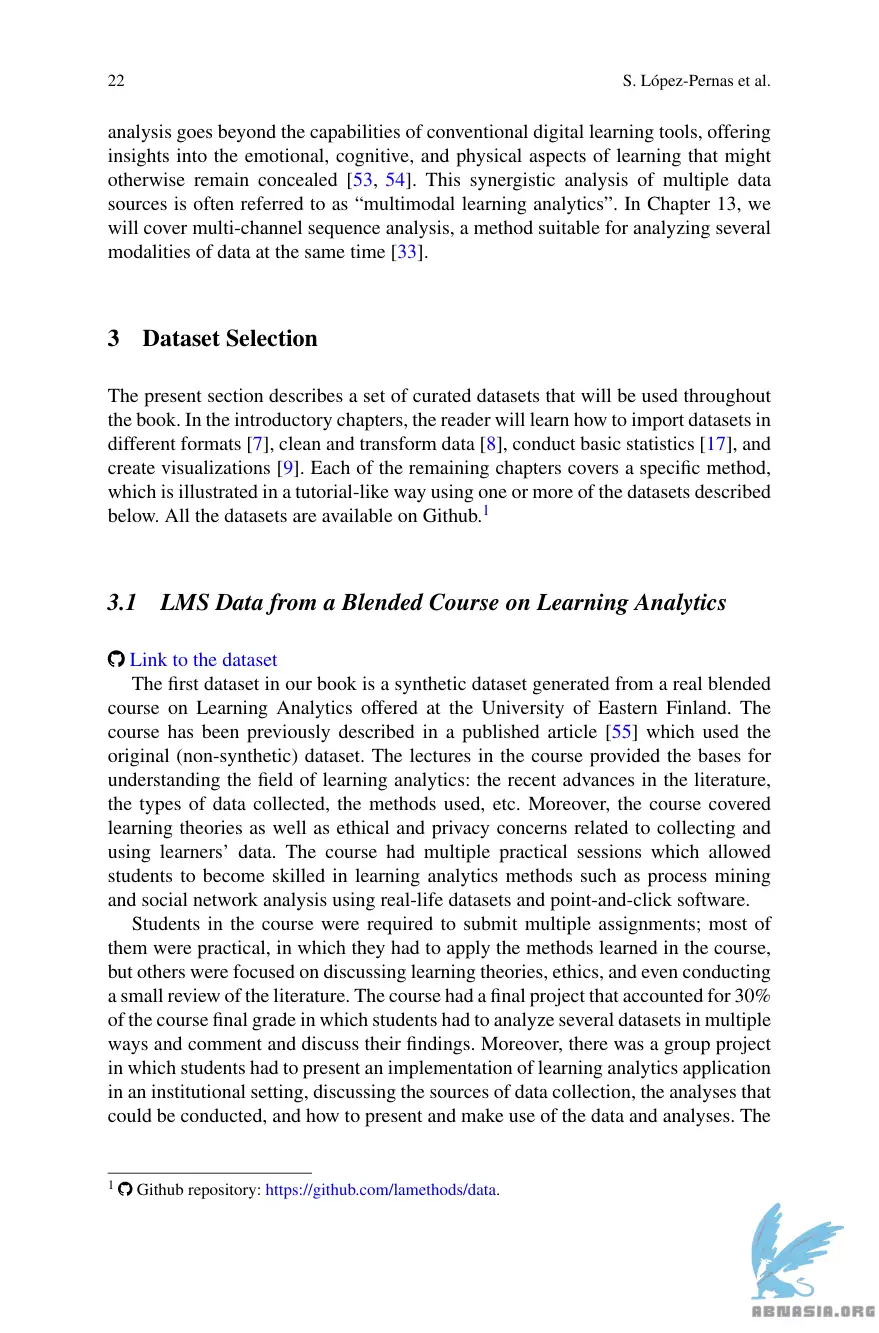 22
S. López-Pernas et al.
analysis goes beyond the capabilities of conventional digital learning tools, offering
insights into the emotional, cognitive, and physical aspects of learning that might
otherwise remain concealed [53, 54]. This synergistic analysis of multiple data
sources is often referred to as “multimodal learning analytics”. In Chapter 13, we
will cover multi-channel sequence analysis, a method suitable for analyzing several
modalities of data at the same time [33].
3 Dataset Selection
The present section describes a set of curated datasets that will be used throughout
the book. In the introductory chapters, the reader will learn how to import datasets in
different formats [7], clean and transform data [8], conduct basic statistics [17], and
create visualizations [9]. Each of the remaining chapters covers a specific method,
which is illustrated in a tutorial-like way using one or more of the datasets described
below. All the datasets are available on Github.1
3.1 LMS Data from a Blended Course on Learning Analytics
Link to the dataset
The first dataset in our book is a synthetic dataset generated from a real blended
course on Learning Analytics offered at the University of Eastern Finland. The
course has been previously described in a published article [55] which used the
original (non-synthetic) dataset. The lectures in the course provided the bases for
understanding the field of learning analytics: the recent advances in the literature,
the types of data collected, the methods used, etc. Moreover, the course covered
learning theories as well as ethical and privacy concerns related to collecting and
using learners’ data. The course had multiple practical sessions which allowed
students to become skilled in learning analytics methods such as process mining
and social network analysis using real-life datasets and point-and-click software.
Students in the course were required to submit multiple assignments; most of
them were practical, in which they had to apply the methods learned in the course,
but others were focused on discussing learning theories, ethics, and even conducting
a small review of the literature. The course had a final project that accounted for 30%
of the course final grade in which students had to analyze several datasets in multiple
ways and comment and discuss their findings. Moreover, there was a group project
in which students had to present an implementation of learning analytics application
in an institutional setting, discussing the sources of data collection, the analyses that
could be conducted, and how to present and make use of the data and analyses. The
1 Github repository: https://github.com/lamethods/data.
ABNASIA.ORG